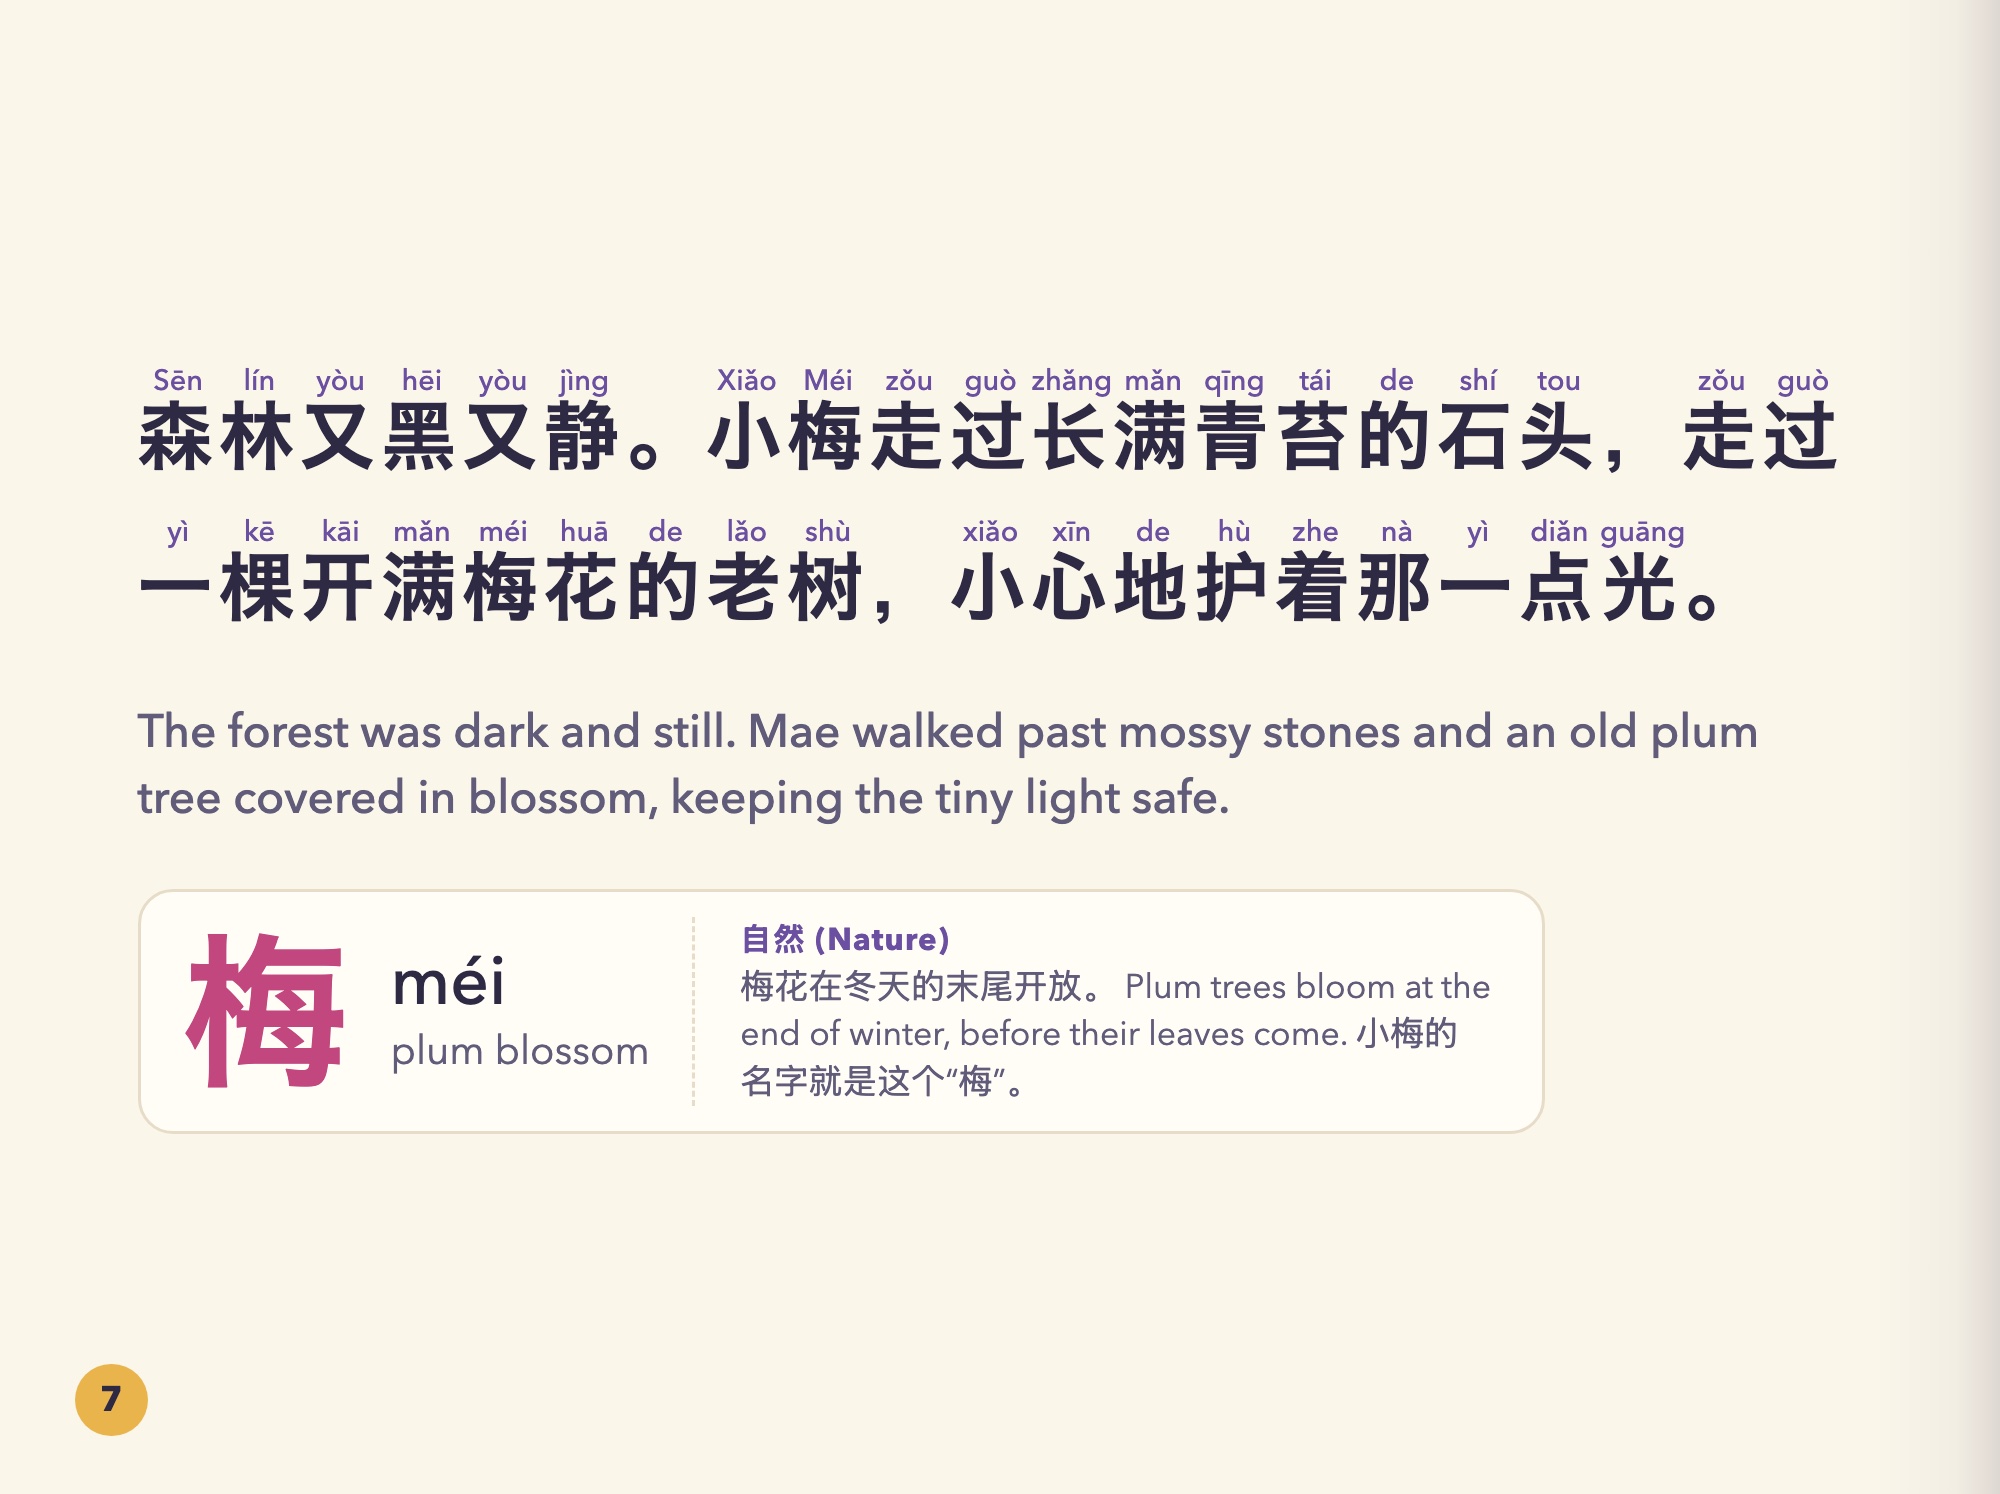 Sēn lín yòu hēi yòu jìng Xiǎo Méi zǒu guò zhǎng mǎn qīng tái de shí tou zǒu guò
森林又黑又静。小梅走过长满青苔的石头，走过
yì kē kāi mǎn méi huā de lǎo shù xiǎo xīn de hù zhe nà yì diǎn guāng
一棵开满梅花的老树，小心地护着那一点光。
The forest was dark and still. Mae walked past mossy stones and an old plum
tree covered in blossom, keeping the tiny light safe.
梅
méi
plum blossom
自然 (Nature)
梅花在冬天的末尾开放。 Plum trees bloom at the
end of winter, before their leaves come. 小梅的
名字就是这个“梅”。
7